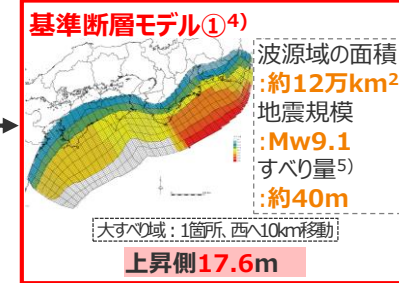 基準断層モデル①4)
波源域の面積
:約12万km2
地震規模
:Mw9.1
すべり量5)
:約40m
大すべり域：1箇所、西へ10km移動
上昇側17.6m